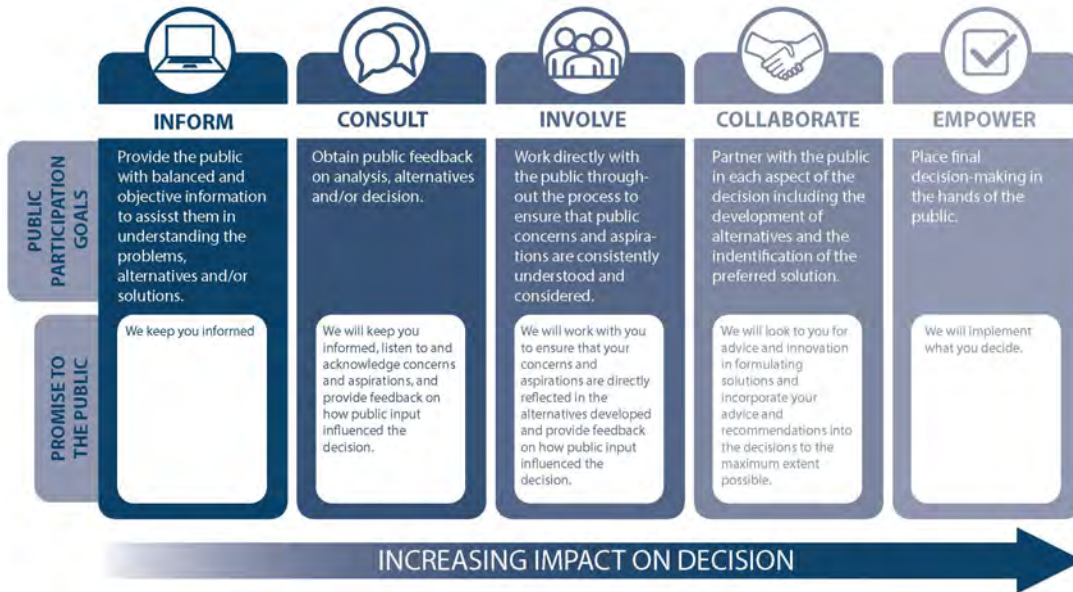 INFORM
CONSULT
INVOLVE
COLLABORATE
EMPOWER
PUBLIC
PARTICIPATION
GOALS
Provide the public
with balanced and
objective information
to assisst them in
understanding the
problems,
alternatives and/or
solutions.
Obtain public feedback
on analysis, alternatives
and/or decision.
Work directly with
the public through-
out the process to
ensure that public
concerns and aspira-
tions are consistently
understood and
considered.
Partner with the public
in each aspect of the
decision including the
development of
alternatives and the
indentification of the
preferred solution.
Place final
decision-making in
the hands of the
public.
PROMISE TO
THE PUBLIC
We keep you informed
We will keep you
informed, listen to and
acknowledge concerns
and aspirations, and
provide feedback on
how public input
influenced the
decision.
We will work with you
to ensure that your
concerns and
aspirations are directly
reflected in the
alternatives developed
and provide feedback
on how public input
influenced the
decision.
We will look to you for
advice and innovation
in formulating
solutions and
incorporate your
advice and
recommendations into
the decisions to the
maximum extent
possible.
We will implement
what you decide.
INCREASING IMPACT ON DECISION